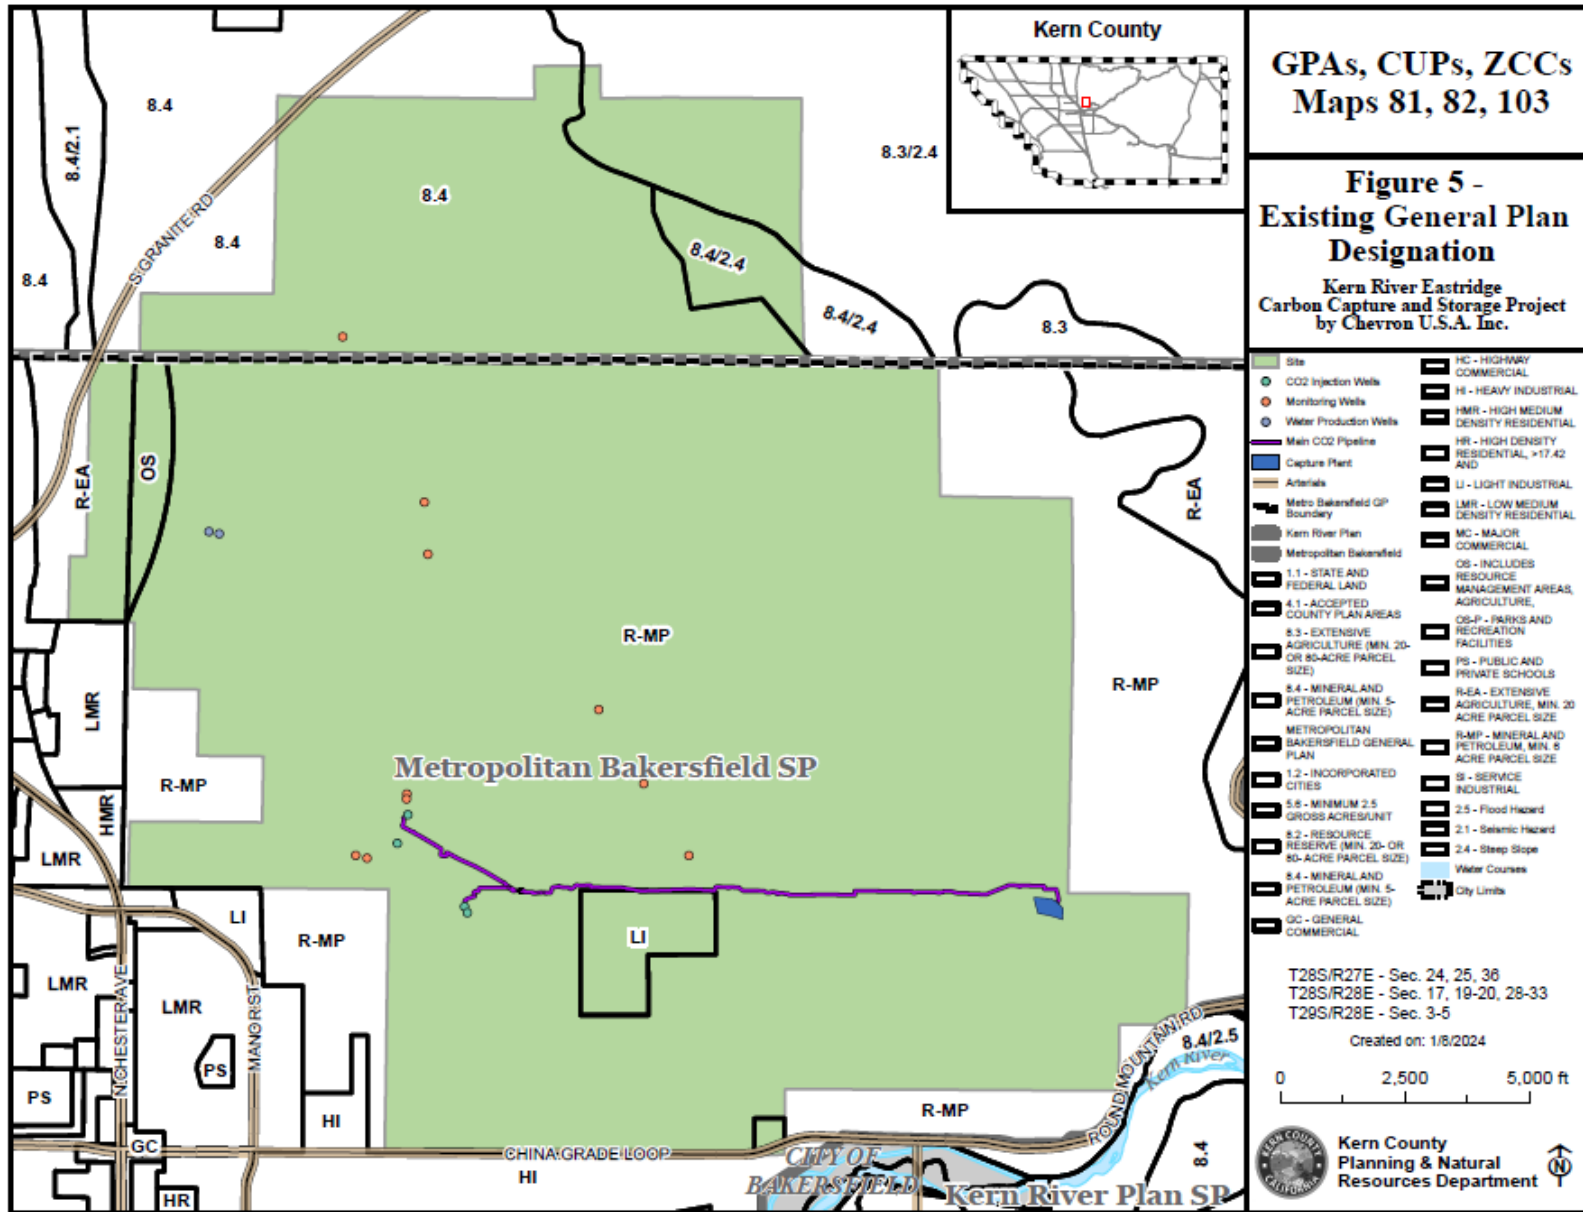 Kern County
GPAs, CUPs, ZCCs
Maps 81, 82, 103
Figure 5 -
Existing General Plan
Designation
Kern River Eastridge
Carbon Capture and Storage Project
by Chevron U.S.A. Inc.
8.4
8.4/2.1
8.3/2.4
8.4
8.4
8.4
S GRANITE RD
8.4/2.4
8.4/2.4
8.3
R-EA
OS
R-EA
R-MP
R-MP
LMR
Metropolitan Bakersfield SP
R-MP
HMR
LMR
LI
R-MP
LI
LMR
LMR
N CHESTER AVE
MANOR ST
PS
PS
HI
GC
HR
CHINA GRADE LOOP
HI
R-MP
ROUND MOUNTAIN RD
8.4/2.5
Kern River
8.4
CITY OF
BAKERSFIELD
Kern River Plan SP
Site
CO2 Injection Wells
Monitoring Wells
Water Production Wells
Main CO2 Pipeline
Capture Plant
Arterials
Metro Bakersfield GP
Boundary
Kern River Plan
Metropolitan Bakersfield
1.1 - STATE AND
FEDERAL LAND
4.1 - ACCEPTED
COUNTY PLAN AREAS
8.3 - EXTENSIVE
AGRICULTURE (MIN. 20-
OR 80-ACRE PARCEL
SIZE)
8.4 - MINERAL AND
PETROLEUM (MIN. 5-
ACRE PARCEL SIZE)
METROPOLITAN
BAKERSFIELD GENERAL
PLAN
1.2 - INCORPORATED
CITIES
5.6 - MINIMUM 2.5
GROSS ACRES/UNIT
8.2 - RESOURCE
RESERVE (MIN. 20- OR
80- ACRE PARCEL SIZE)
8.4 - MINERAL AND
PETROLEUM (MIN. 5-
ACRE PARCEL SIZE)
GC - GENERAL
COMMERCIAL
HC - HIGHWAY
COMMERCIAL
HI - HEAVY INDUSTRIAL
HMR - HIGH MEDIUM
DENSITY RESIDENTIAL
HR - HIGH DENSITY
RESIDENTIAL, >17.42
AND
LI - LIGHT INDUSTRIAL
LMR - LOW MEDIUM
DENSITY RESIDENTIAL
MC - MAJOR
COMMERCIAL
OS - INCLUDES
RESOURCE
MANAGEMENT AREAS,
AGRICULTURE,
OS-P - PARKS AND
RECREATION
FACILITIES
PS - PUBLIC AND
PRIVATE SCHOOLS
R-EA - EXTENSIVE
AGRICULTURE, MIN. 20
ACRE PARCEL SIZE
R-MP - MINERAL AND
PETROLEUM, MIN. 6
ACRE PARCEL SIZE
SI - SERVICE
INDUSTRIAL
2.5 - Flood Hazard
2.1 - Seismic Hazard
2.4 - Steep Slope
Water Courses
City Limits
T28S/R27E - Sec. 24, 25, 36
T28S/R28E - Sec. 17, 19-20, 28-33
T29S/R28E - Sec. 3-5
Created on: 1/8/2024
0 2,500 5,000 ft
KERN COUNTY
CALIFORNIA
Kern County
Planning & Natural
Resources Department
N